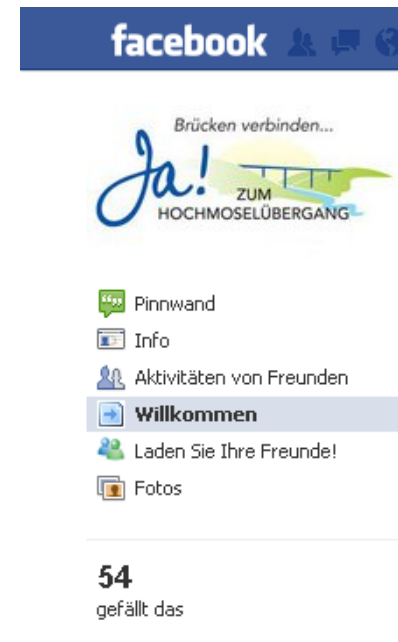 facebook
Brücken verbinden...
Ja!
ZUM
HOCHMOSELÜBERGANG
Pinnwand
Info
Aktivitäten von Freunden
Willkommen
Laden Sie Ihre Freunde!
Fotos
54
gefällt das